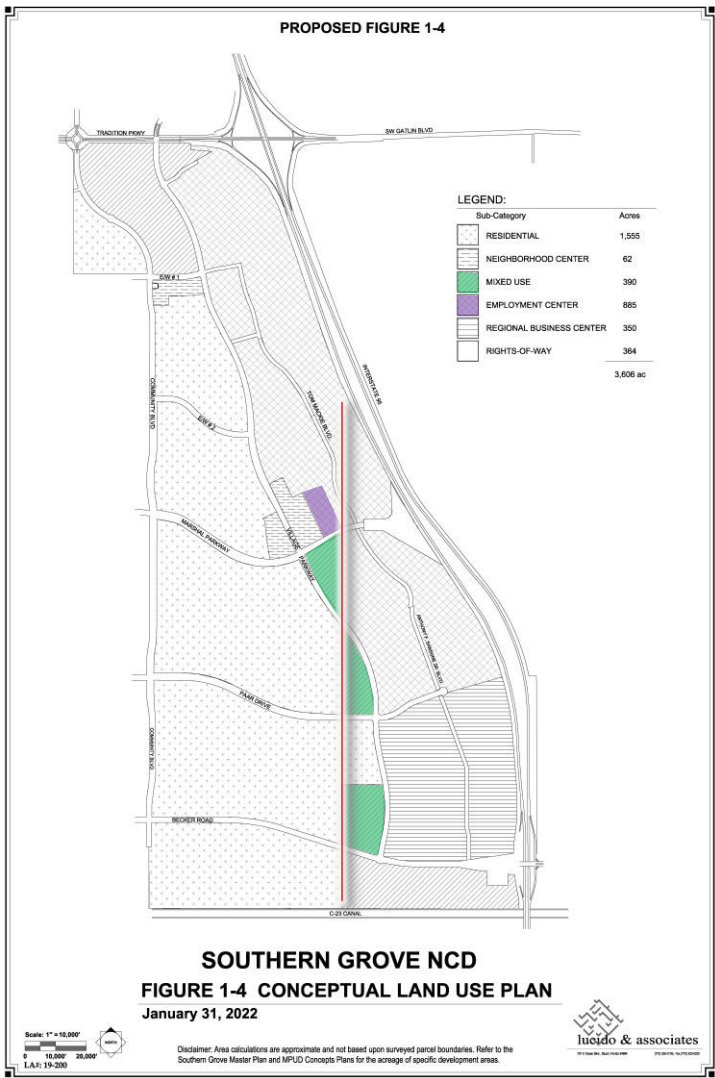 PROPOSED FIGURE 1-4
TRADITION PKWY
SW GATLIN BLVD
LEGEND:
Sub-Category Acres
RESIDENTIAL 1,555
NEIGHBORHOOD CENTER 62
MIXED USE 390
EMPLOYMENT CENTER 885
REGIONAL BUSINESS CENTER 350
RIGHTS-OF-WAY 364
3,606 ac
E/W # 1
INTERSTATE 95
COMMUNITY BLVD
TOM MACKIE BLVD.
E/W # 2
MARSHAL PARKWAY
VILLAGE PARKWAY
PAAR DRIVE
COMMUNITY BLVD
BECKER ROAD
C-23 CANAL
SOUTHERN GROVE NCD
FIGURE 1-4 CONCEPTUAL LAND USE PLAN
January 31, 2022
Scale: 1" =10,000'
0 10,000' 20,000'
LA#: 19-200
NORTH
Disclaimer: Area calculations are approximate and not based upon surveyed parcel boundaries. Refer to the
Southern Grove Master Plan and MPUD Concepts Plans for the acreage of specific development areas.
lucido & associates